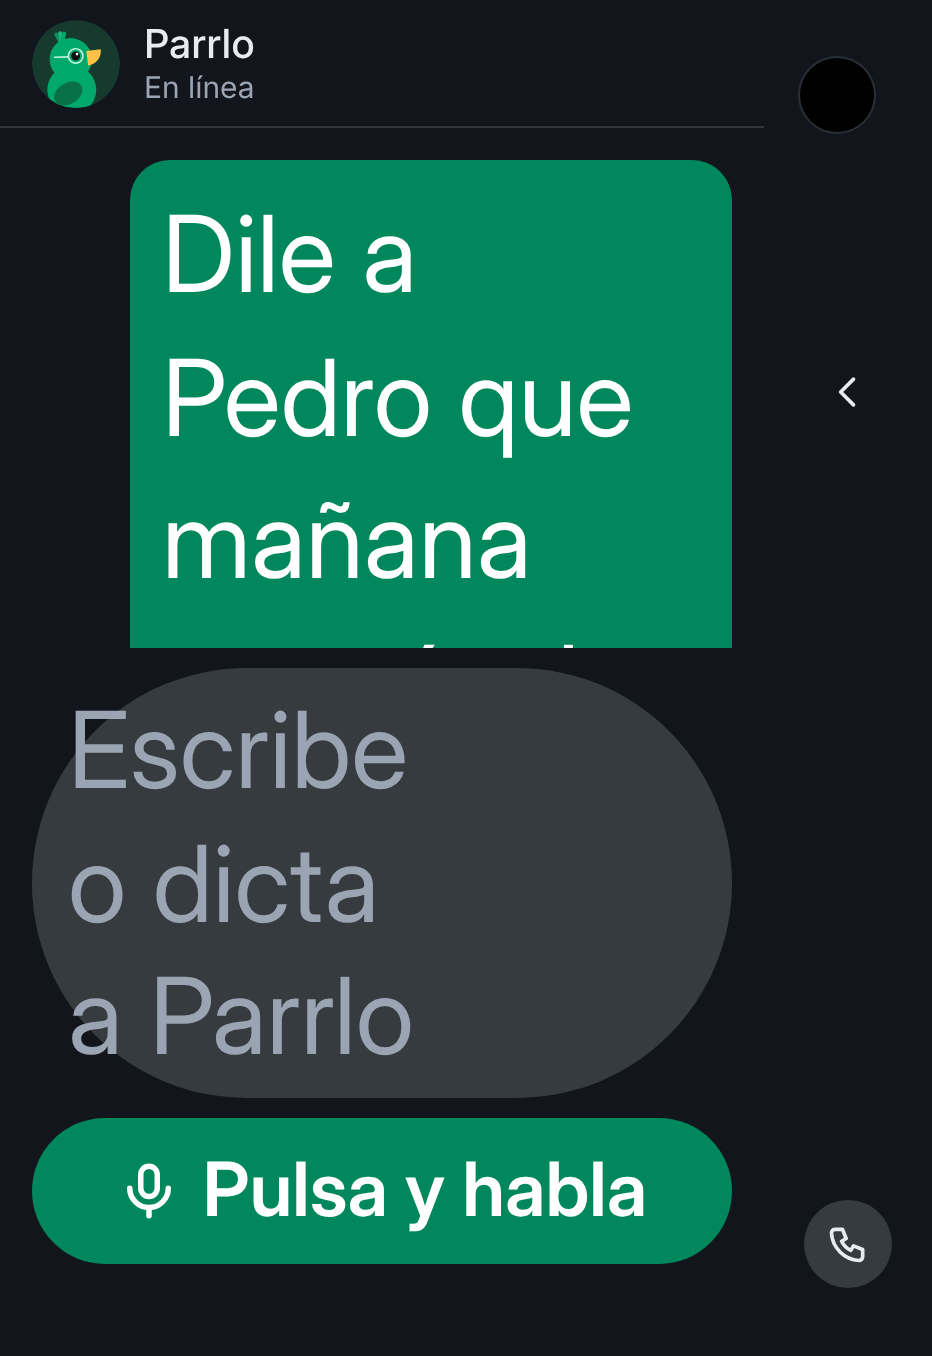 Parrlo
En línea
Dile a
Pedro que
mañana
Escribe
o dicta
a Parrlo
Pulsa y habla